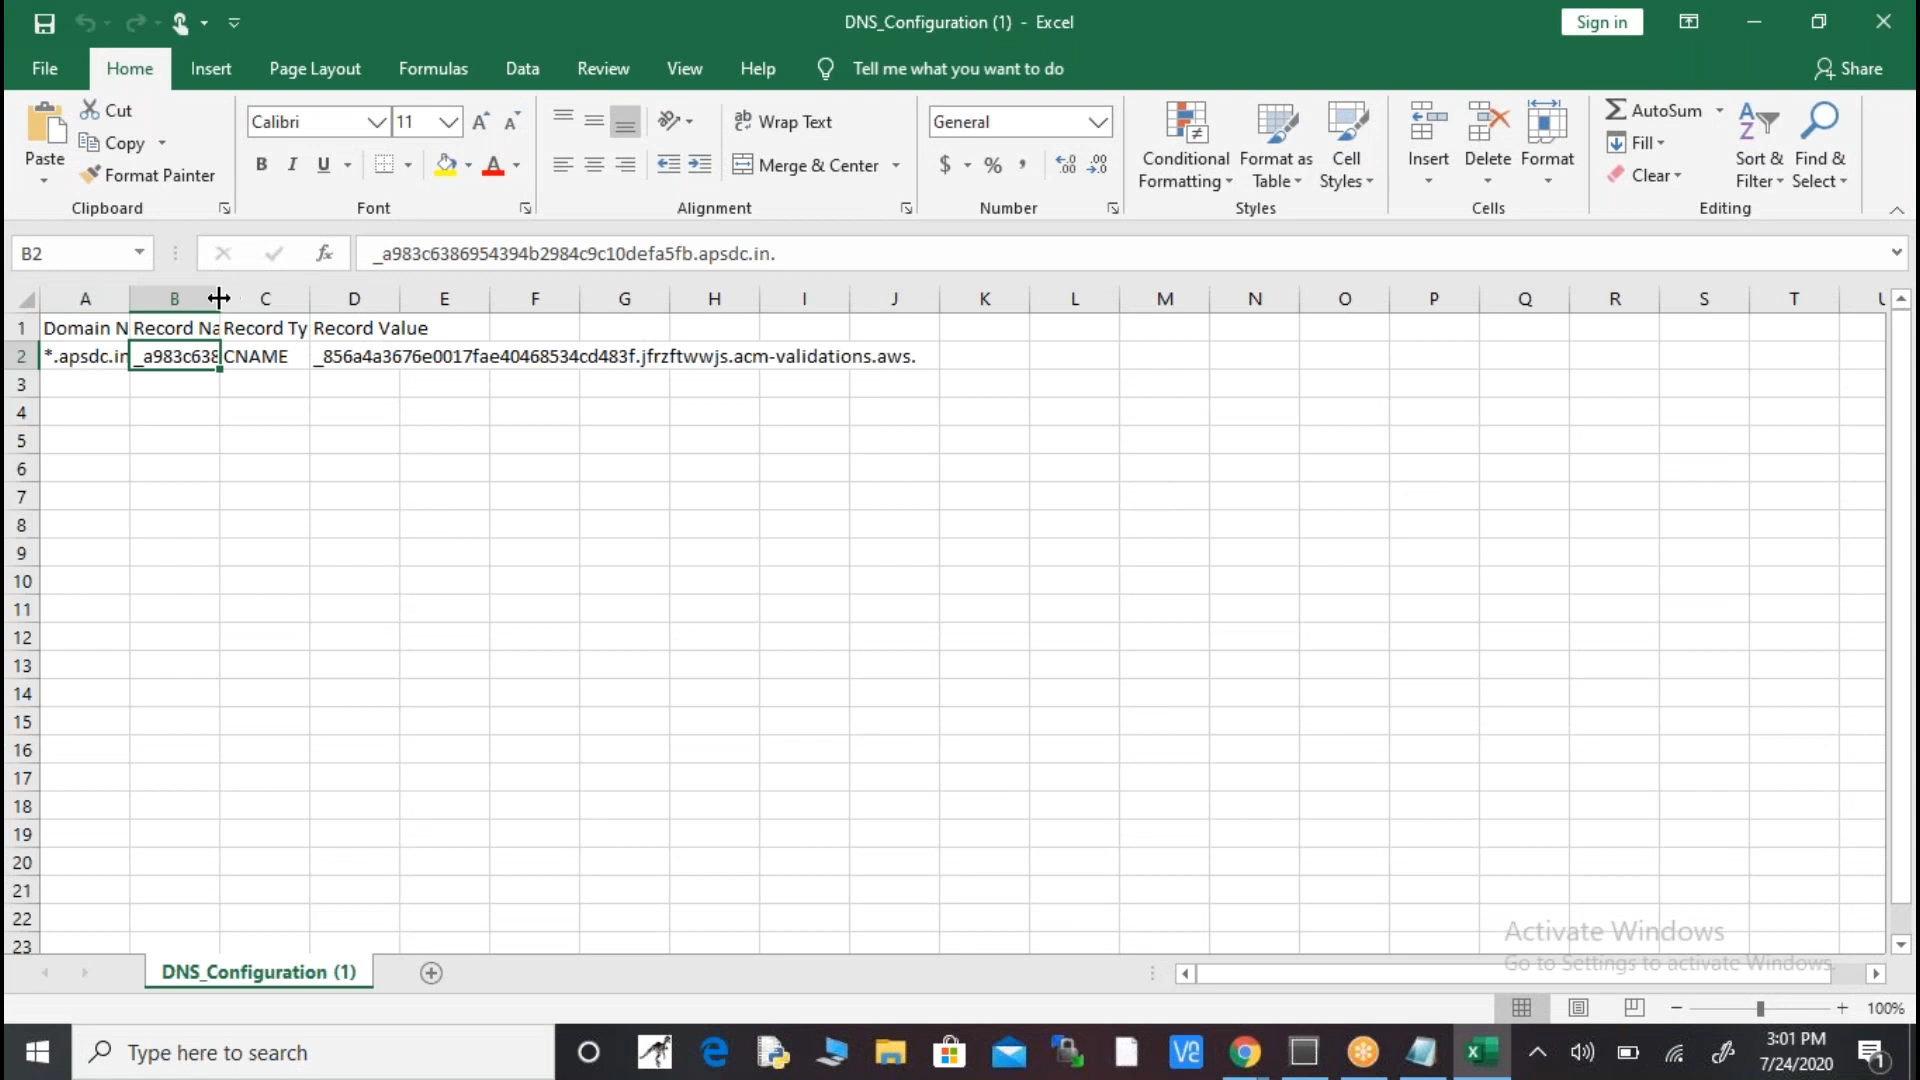 DNS_Configuration (1) - Excel
Sign in
File Home Insert Page Layout Formulas Data Review View Help Tell me what you want to do Share
Paste Cut Copy Format Painter Clipboard
Calibri 11 B I U Font
Wrap Text Merge & Center Alignment
General $ % , Number
Conditional Formatting Format as Table Cell Styles Styles
Insert Delete Format Cells
AutoSum Fill Clear Sort & Filter Find & Select Editing
B2 fx _a983c6386954394b2984c9c10defa5fb.apsdc.in.
A B C D E F G H I J K L M N O P Q R S T
1 Domain N Record Na Record Ty Record Value
2 *.apsdc.in _a983c638 CNAME _856a4a3676e0017fae40468534cd483f.jfrzftwwjs.acm-validations.aws.
3
4
5
6
7
8
9
10
11
12
13
14
15
16
17
18
19
20
21
22
23
Activate Windows
Go to Settings to activate Windows.
DNS_Configuration (1)
100%
Type here to search
3:01 PM
7/24/2020
1